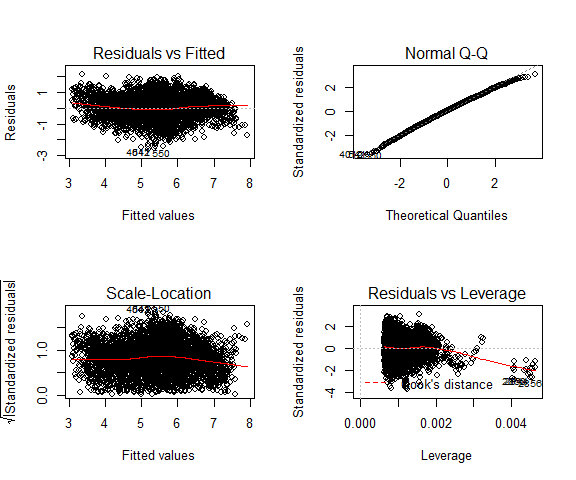 Residuals vs Fitted
Residuals
1
-1
-3
3 4 5 6 7 8
Fitted values
Normal Q-Q
Standardized residuals
2
0
-2
-2 0 2
Theoretical Quantiles
Scale-Location
√|Standardized residuals|
1.0
0.0
3 4 5 6 7 8
Fitted values
Residuals vs Leverage
Standardized residuals
2
0
-2
-4
Cook's distance
0.000 0.002 0.004
Leverage